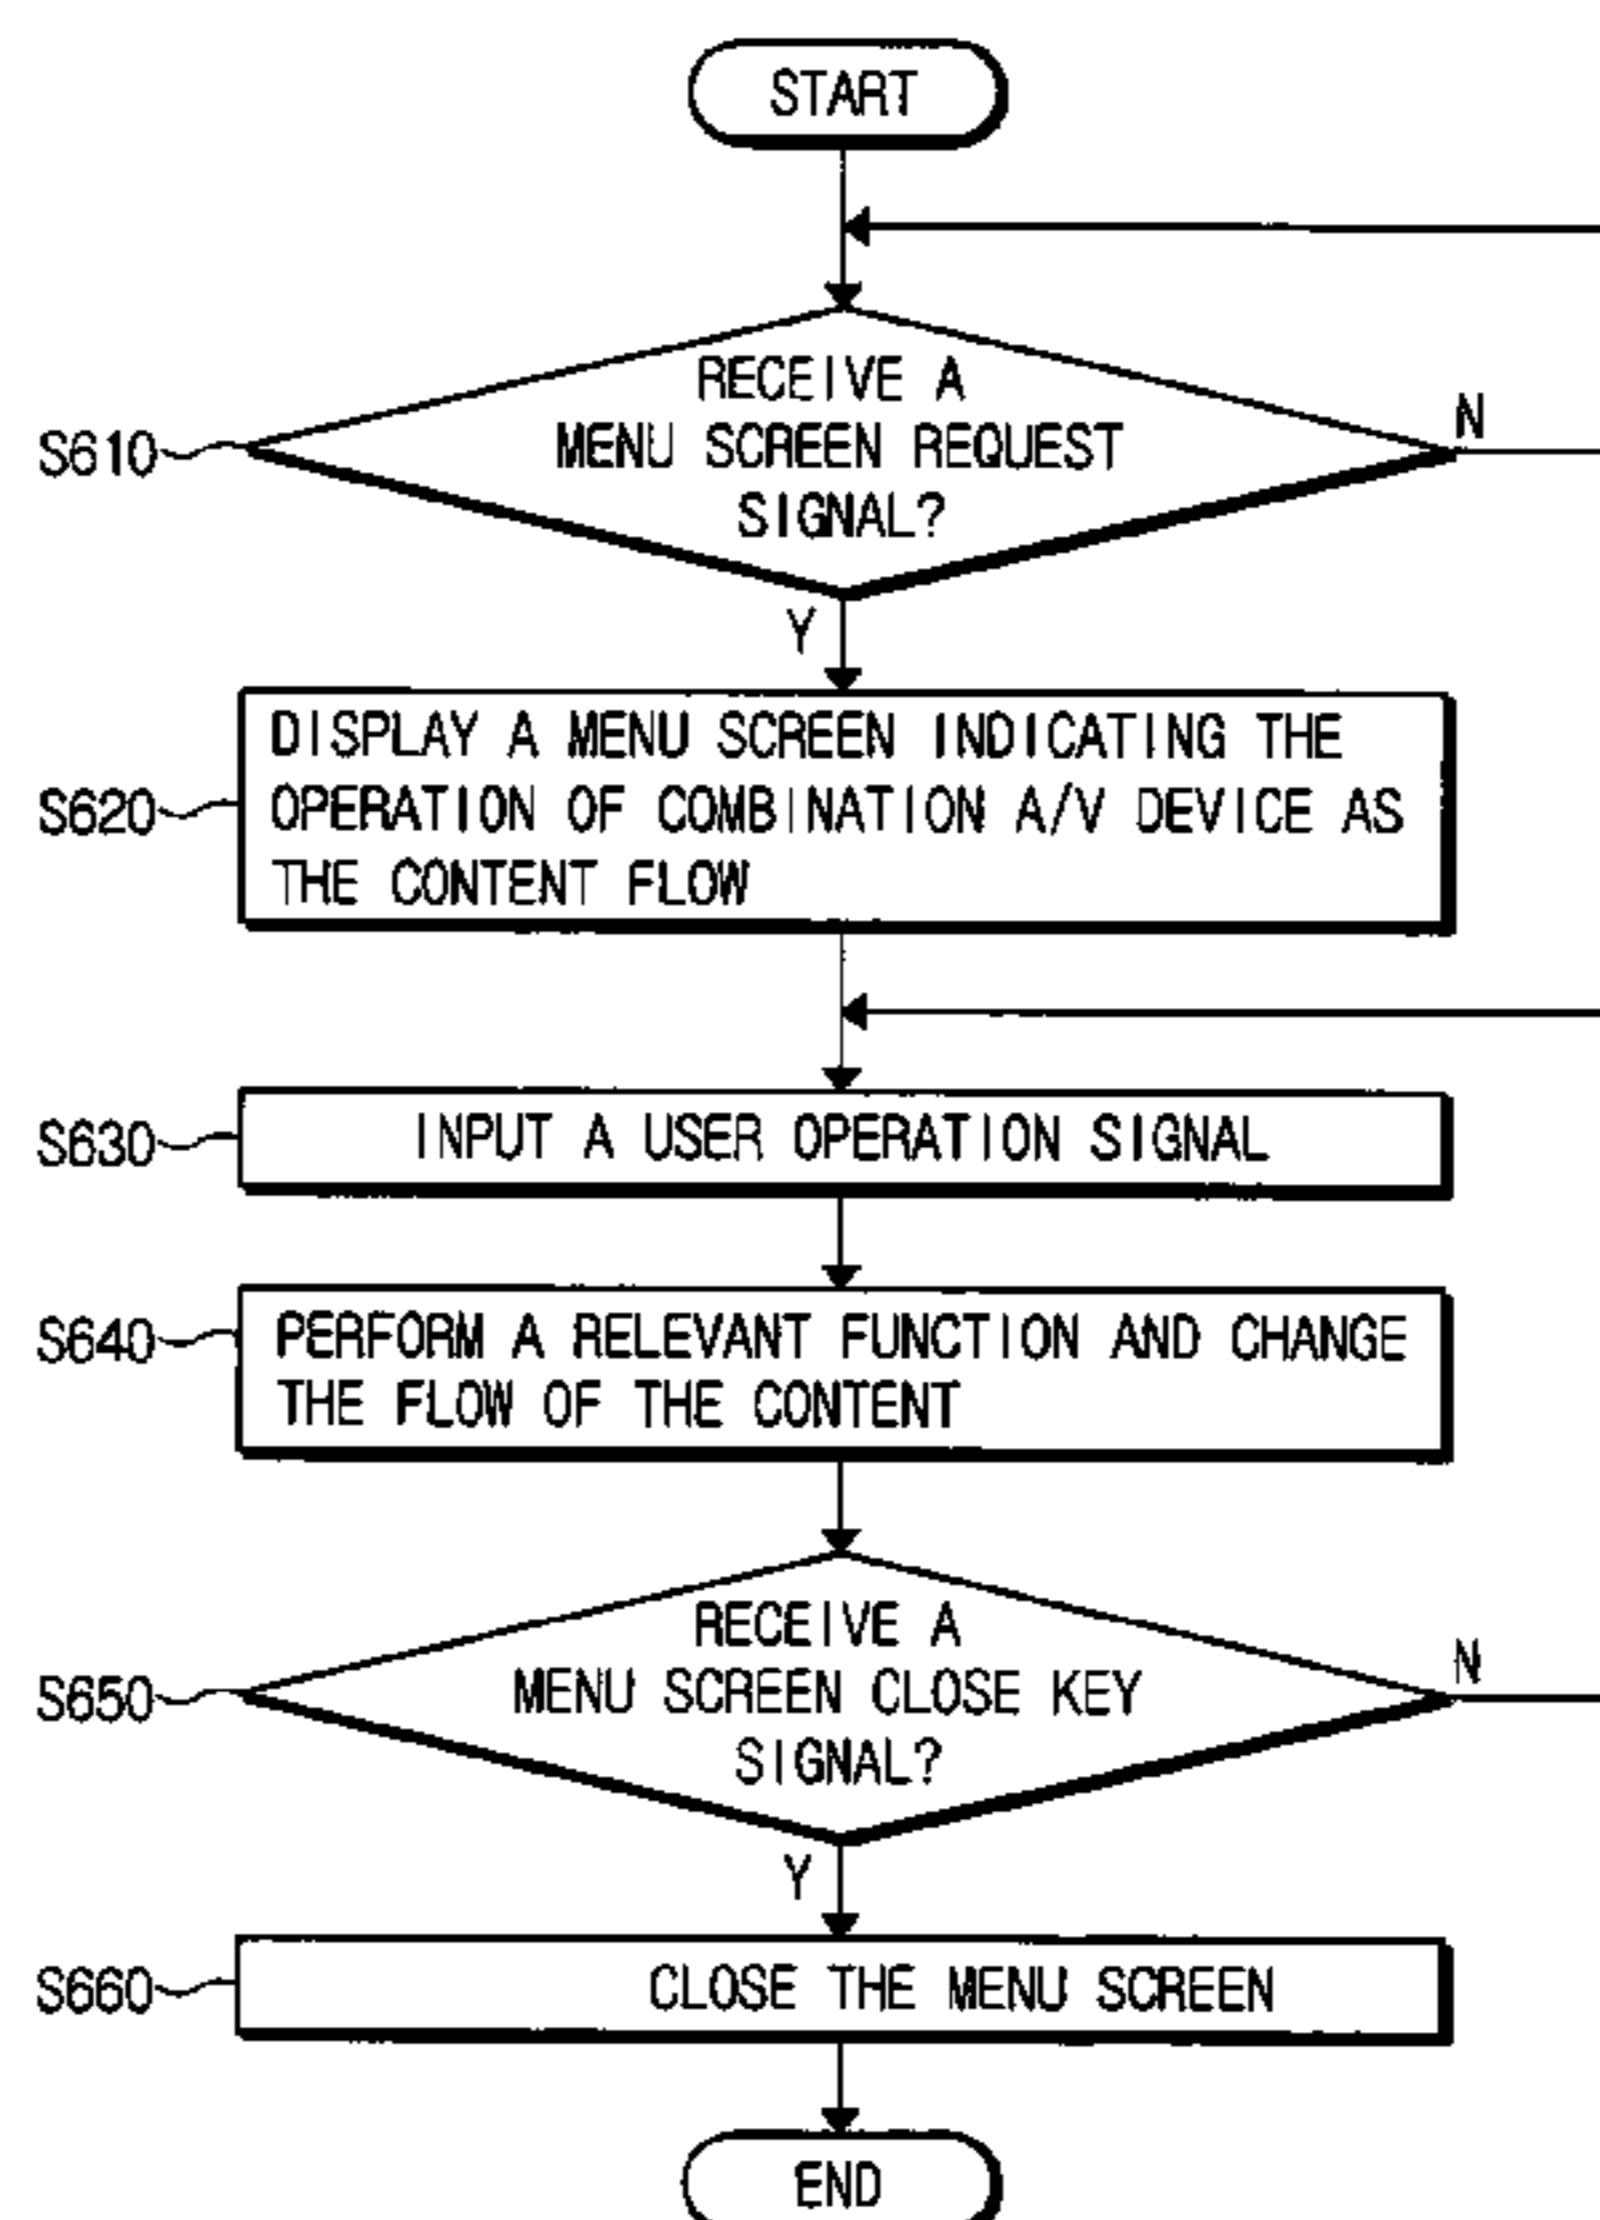 START
RECEIVE A
MENU SCREEN REQUEST
SIGNAL?
S610
N
Y
DISPLAY A MENU SCREEN INDICATING THE
OPERATION OF COMBINATION A/V DEVICE AS
THE CONTENT FLOW
S620
INPUT A USER OPERATION SIGNAL
S630
PERFORM A RELEVANT FUNCTION AND CHANGE
THE FLOW OF THE CONTENT
S640
RECEIVE A
MENU SCREEN CLOSE KEY
SIGNAL?
S650
N
Y
CLOSE THE MENU SCREEN
S660
END